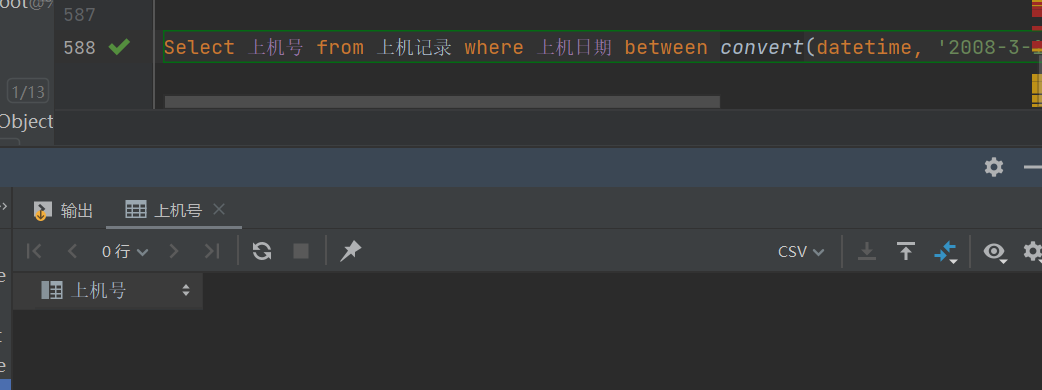 587
588 Select 上机号 from 上机记录 where 上机日期 between convert(datetime, '2008-3-
1/13
Object
输出 上机号
0 行 CSV
上机号